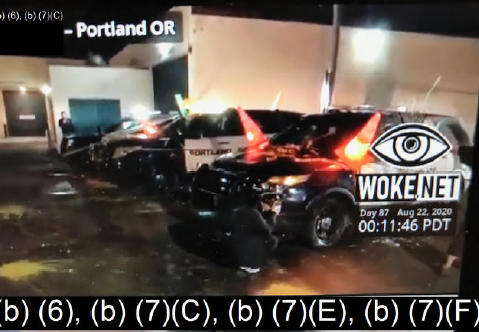 (b) (6), (b) (7)(C)
– Portland OR
PORTLAND
WOKE.NET
Day 87 Aug 22, 2020
00:11:46 PDT
(b) (6), (b) (7)(C), (b) (7)(E), (b) (7)(F)